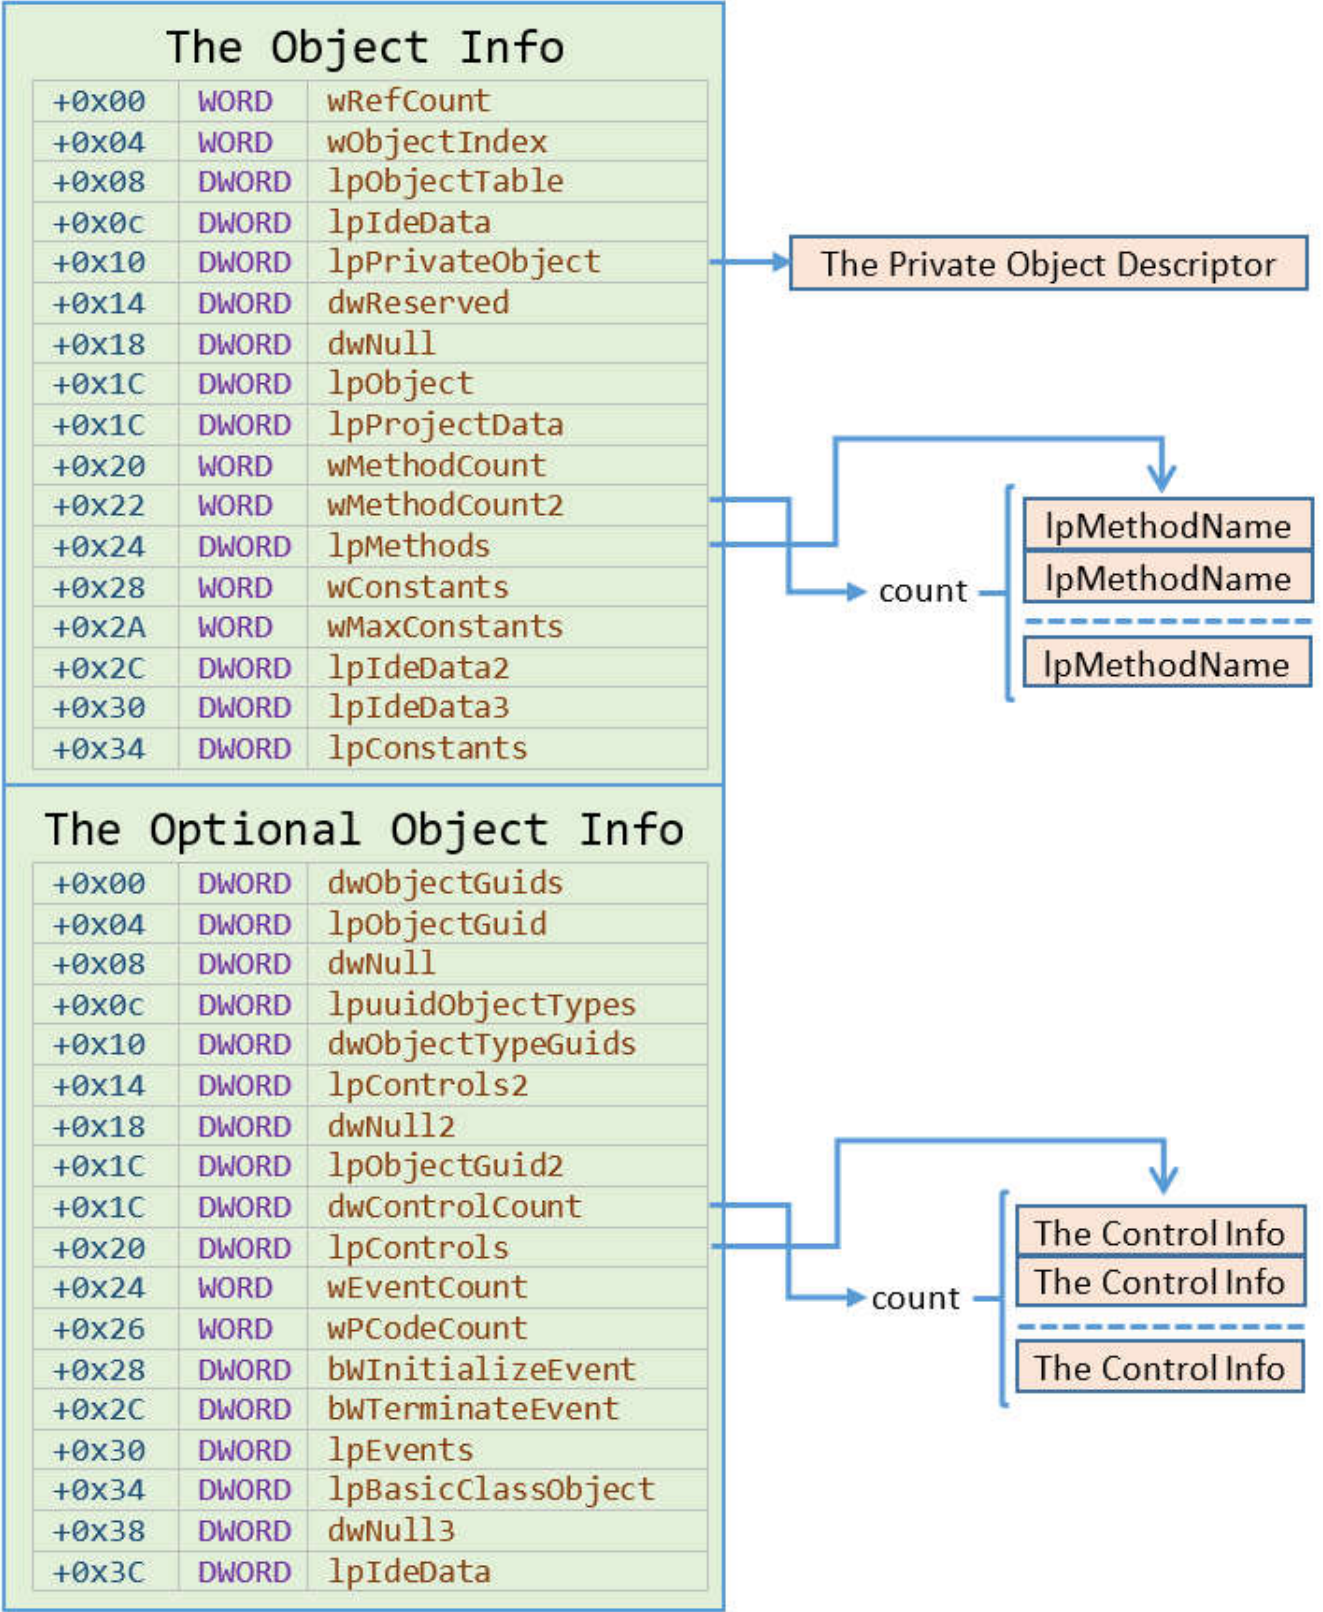 The Object Info
+0x00 WORD wRefCount
+0x04 WORD wObjectIndex
+0x08 DWORD lpObjectTable
+0x0c DWORD lpIdeData
+0x10 DWORD lpPrivateObject
The Private Object Descriptor
+0x14 DWORD dwReserved
+0x18 DWORD dwNull
+0x1C DWORD lpObject
+0x1C DWORD lpProjectData
+0x20 WORD wMethodCount
+0x22 WORD wMethodCount2
+0x24 DWORD lpMethods
+0x28 WORD wConstants
+0x2A WORD wMaxConstants
+0x2C DWORD lpIdeData2
+0x30 DWORD lpIdeData3
+0x34 DWORD lpConstants
count
lpMethodName
lpMethodName
lpMethodName
The Optional Object Info
+0x00 DWORD dwObjectGuids
+0x04 DWORD lpObjectGuid
+0x08 DWORD dwNull
+0x0c DWORD lpuuidObjectTypes
+0x10 DWORD dwObjectTypeGuids
+0x14 DWORD lpControls2
+0x18 DWORD dwNull2
+0x1C DWORD lpObjectGuid2
+0x1C DWORD dwControlCount
+0x20 DWORD lpControls
+0x24 WORD wEventCount
+0x26 WORD wPCodeCount
+0x28 DWORD bWInitializeEvent
+0x2C DWORD bWTerminateEvent
+0x30 DWORD lpEvents
+0x34 DWORD lpBasicClassObject
+0x38 DWORD dwNull3
+0x3C DWORD lpIdeData
count
The Control Info
The Control Info
The Control Info